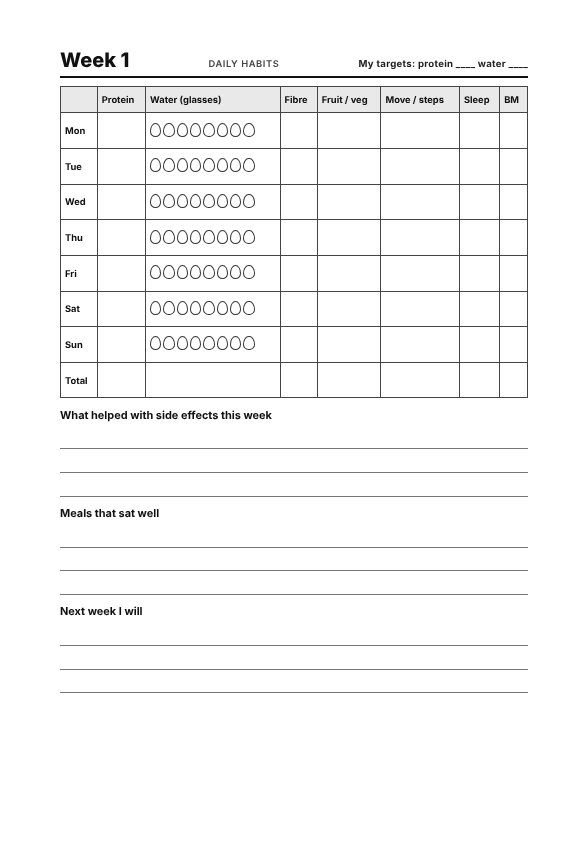 Week 1 DAILY HABITS My targets: protein ____ water ____
Protein Water (glasses) Fibre Fruit / veg Move / steps Sleep BM
Mon
Tue
Wed
Thu
Fri
Sat
Sun
Total
What helped with side effects this week
Meals that sat well
Next week I will